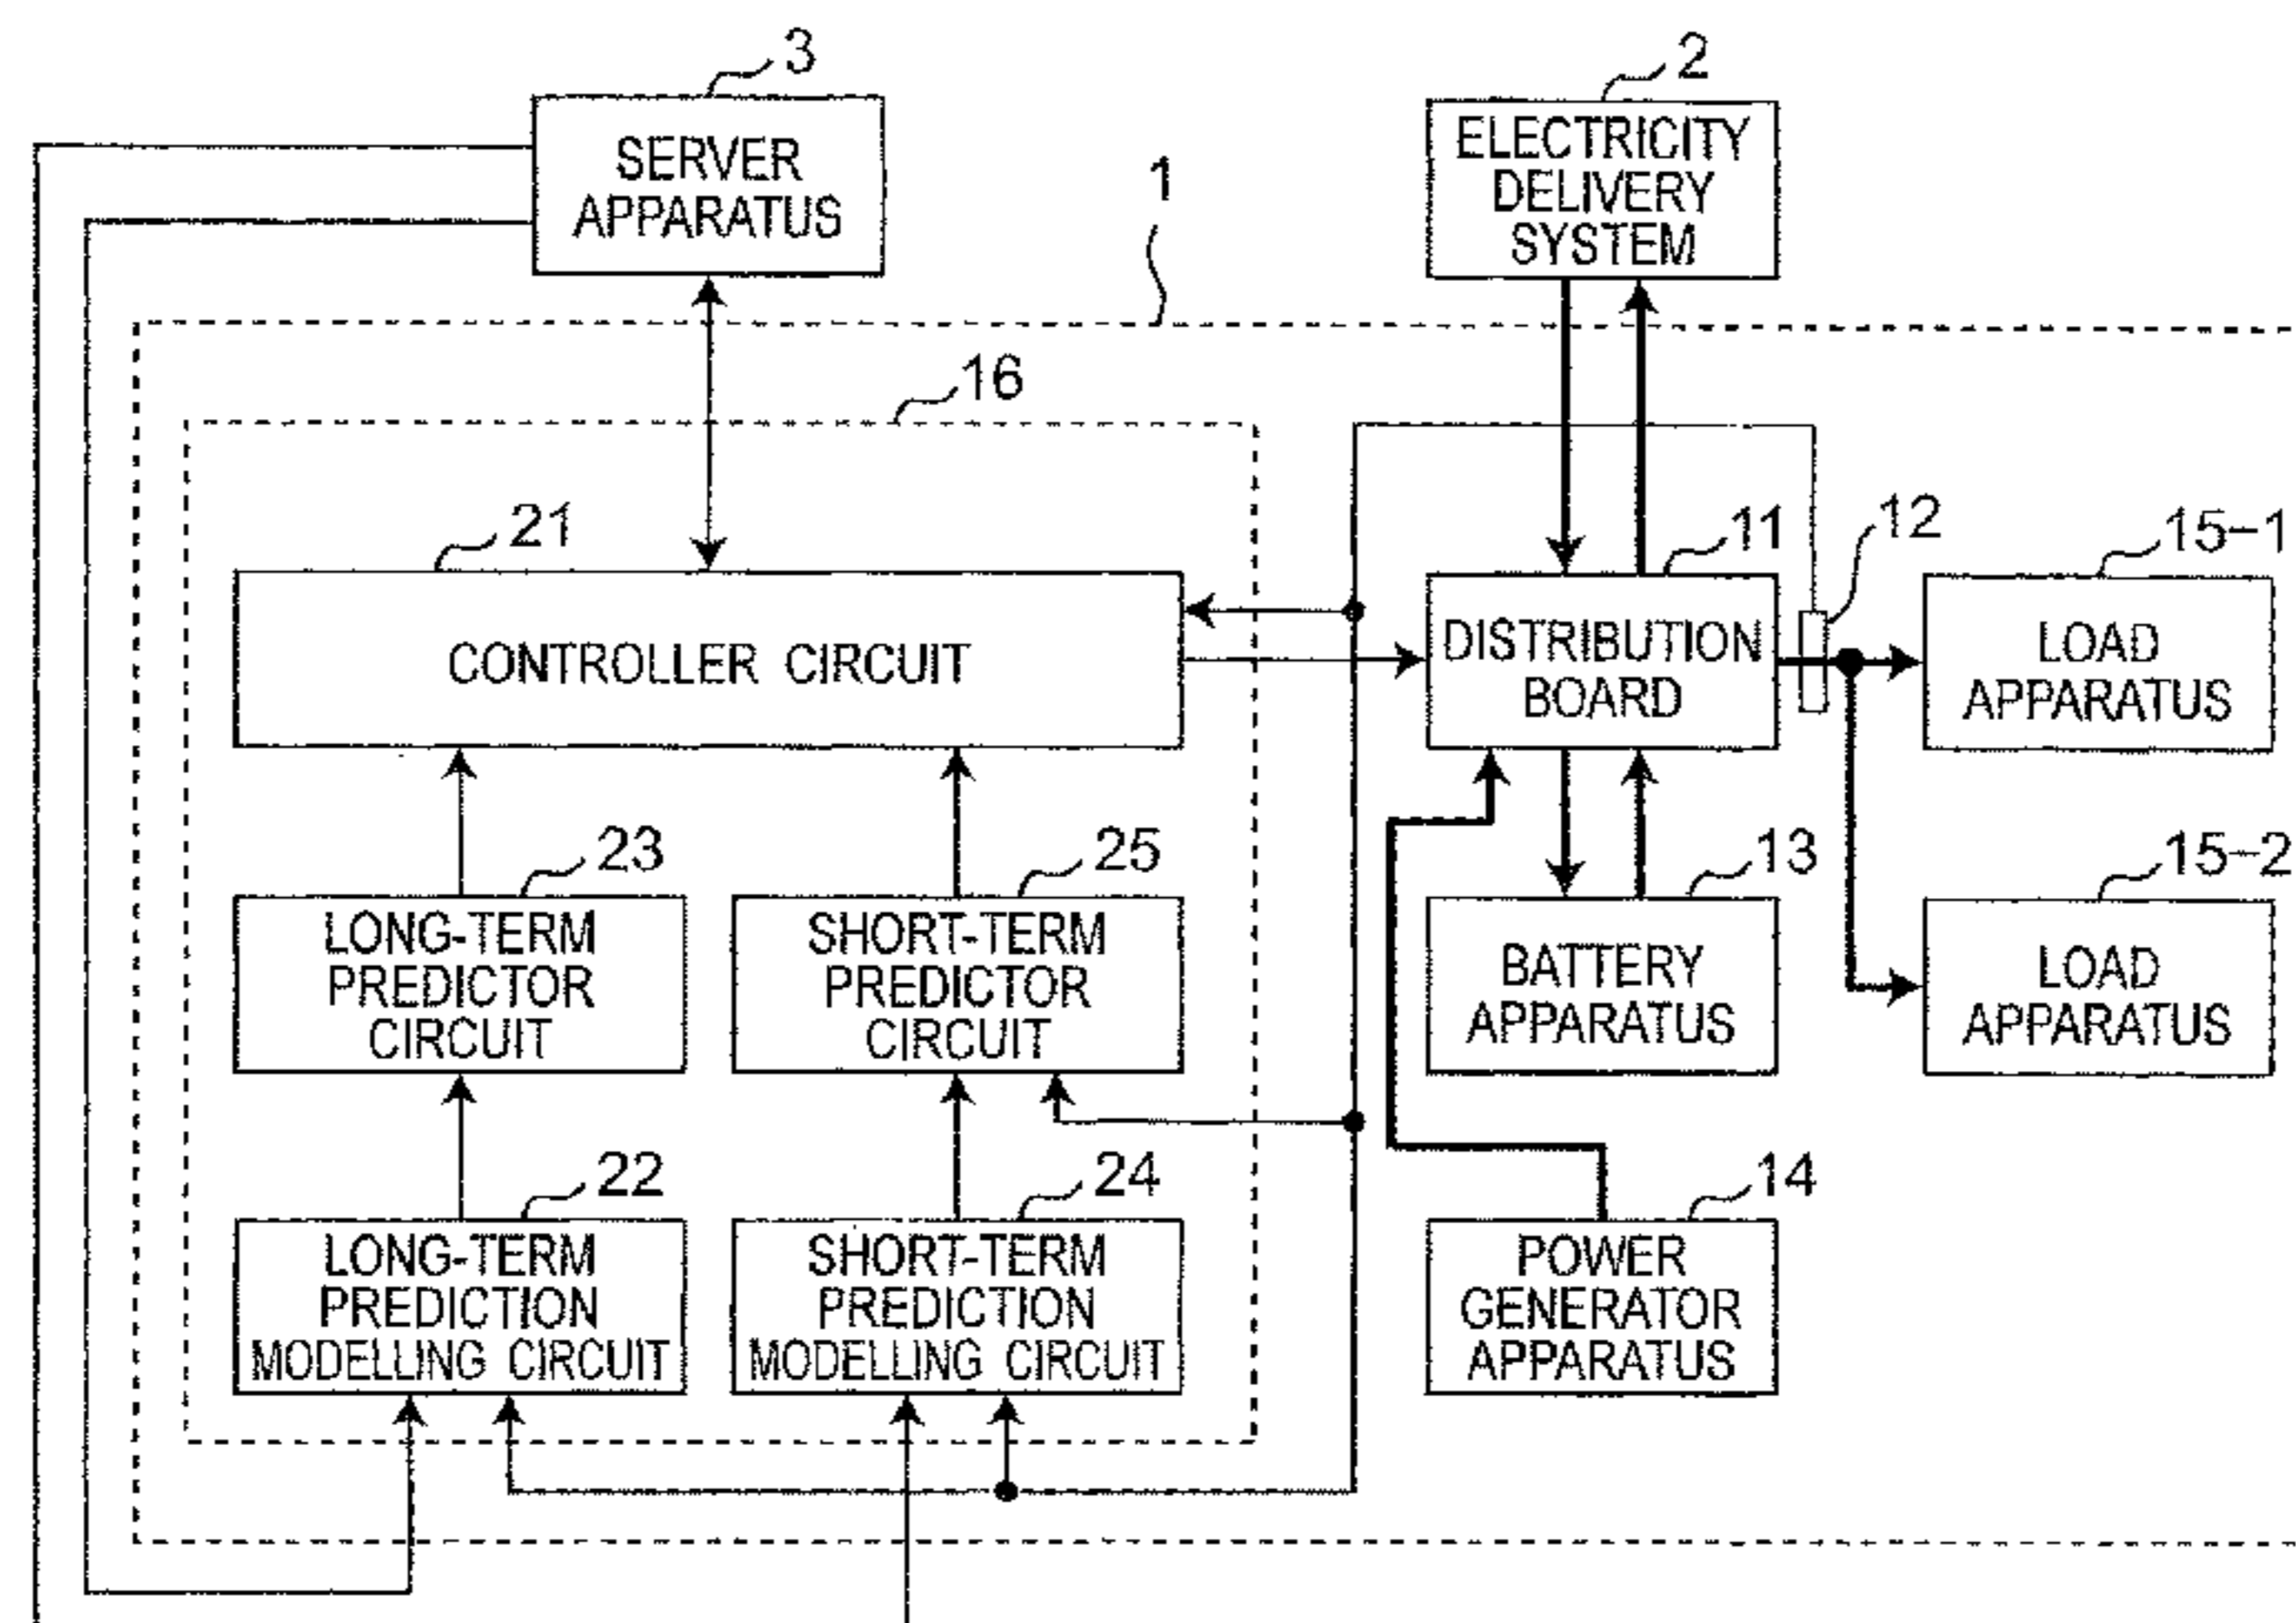 3
SERVER
APPARATUS
2
ELECTRICITY
DELIVERY
SYSTEM
1
16
21
CONTROLLER CIRCUIT
11
DISTRIBUTION
BOARD
12
15-1
LOAD
APPARATUS
23
LONG-TERM
PREDICTOR
CIRCUIT
25
SHORT-TERM
PREDICTOR
CIRCUIT
13
BATTERY
APPARATUS
15-2
LOAD
APPARATUS
22
LONG-TERM
PREDICTION
MODELLING CIRCUIT
24
SHORT-TERM
PREDICTION
MODELLING CIRCUIT
14
POWER
GENERATOR
APPARATUS